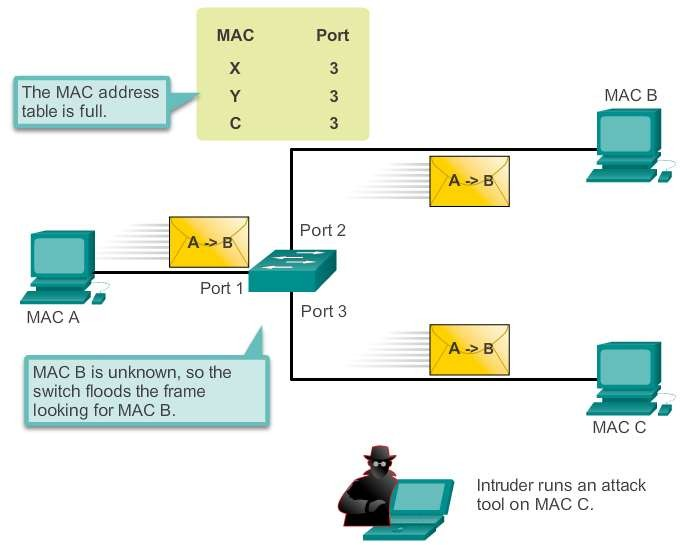 MAC Port
X 3
Y 3
C 3
The MAC address
table is full.
MAC B
A -> B
Port 2
A -> B
Port 1
MAC A
Port 3
A -> B
MAC B is unknown, so the
switch floods the frame
looking for MAC B.
MAC C
Intruder runs an attack
tool on MAC C.